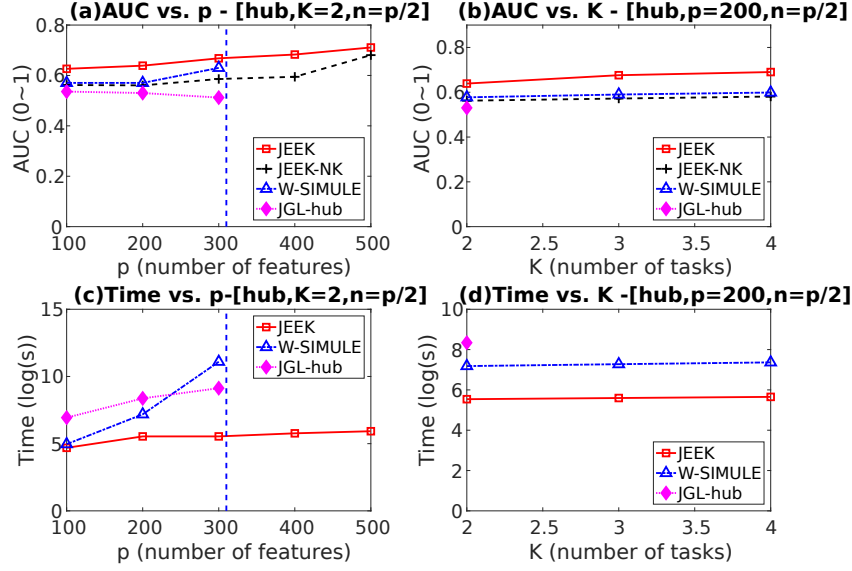 (a)AUC vs. p - [hub,K=2,n=p/2]
0.8
0.6
0.4
0.2
0
AUC (0~1)
JEEK
JEEK-NK
W-SIMULE
JGL-hub
100 200 300 400 500
p (number of features)
(b)AUC vs. K - [hub,p=200,n=p/2]
0.8
0.6
0.4
0.2
0
AUC (0~1)
JEEK
JEEK-NK
W-SIMULE
JGL-hub
2 2.5 3 3.5 4
K (number of tasks)
(c)Time vs. p-[hub,K=2,n=p/2]
15
10
5
0
Time (log(s))
JEEK
W-SIMULE
JGL-hub
100 200 300 400 500
p (number of features)
(d)Time vs. K -[hub,p=200,n=p/2]
10
8
6
4
2
0
Time (log(s))
JEEK
W-SIMULE
JGL-hub
2 2.5 3 3.5 4
K (number of tasks)